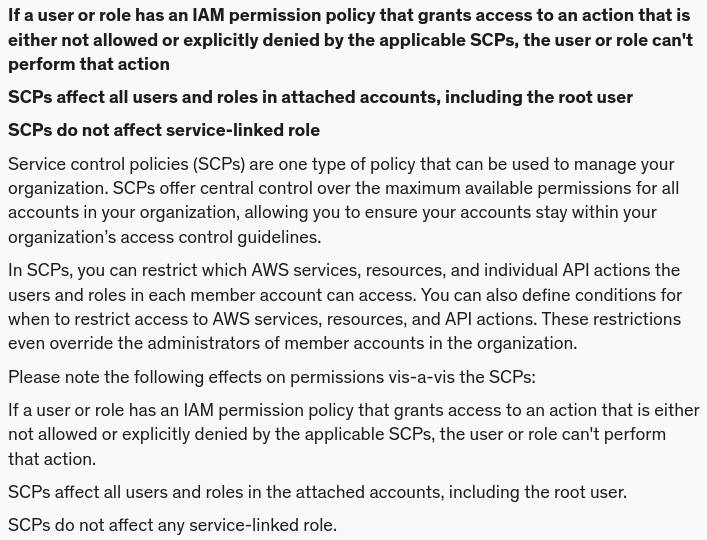 If a user or role has an IAM permission policy that grants access to an action that is
either not allowed or explicitly denied by the applicable SCPs, the user or role can't
perform that action
SCPs affect all users and roles in attached accounts, including the root user
SCPs do not affect service-linked role
Service control policies (SCPs) are one type of policy that can be used to manage your
organization. SCPs offer central control over the maximum available permissions for all
accounts in your organization, allowing you to ensure your accounts stay within your
organization’s access control guidelines.
In SCPs, you can restrict which AWS services, resources, and individual API actions the
users and roles in each member account can access. You can also define conditions for
when to restrict access to AWS services, resources, and API actions. These restrictions
even override the administrators of member accounts in the organization.
Please note the following effects on permissions vis-a-vis the SCPs:
If a user or role has an IAM permission policy that grants access to an action that is either
not allowed or explicitly denied by the applicable SCPs, the user or role can't perform
that action.
SCPs affect all users and roles in the attached accounts, including the root user.
SCPs do not affect any service-linked role.